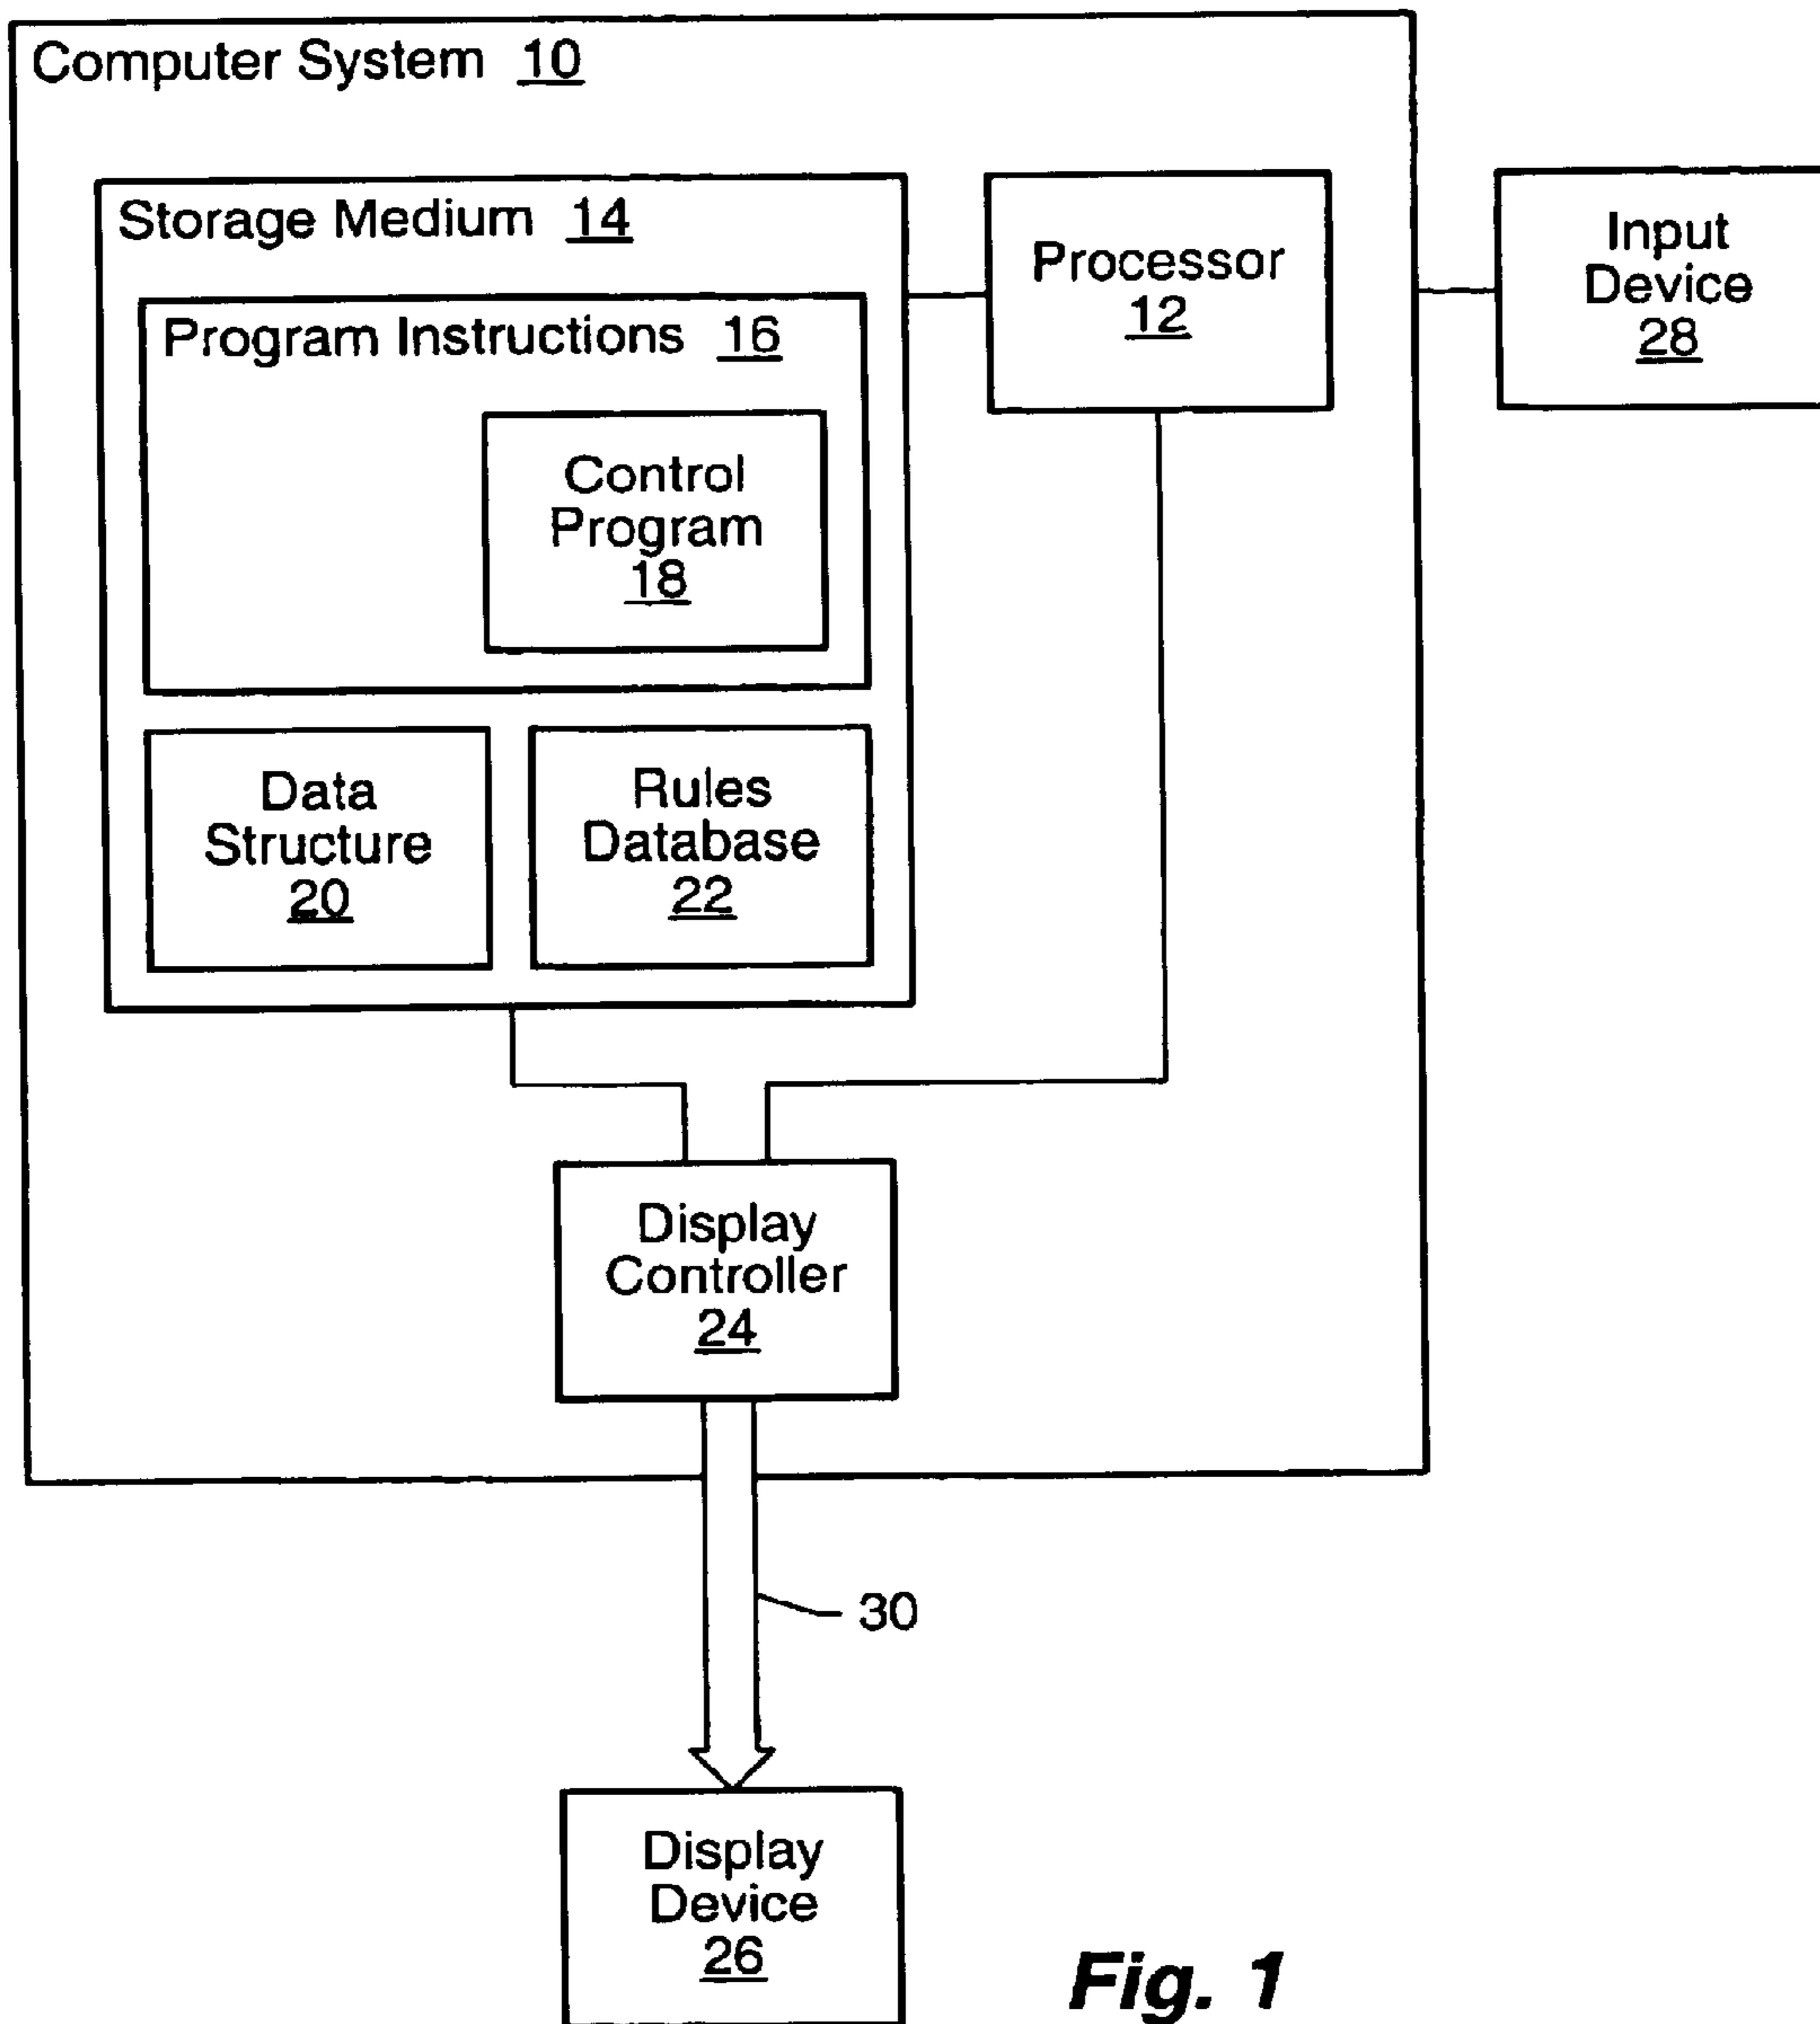 Computer System 10
Storage Medium 14
Program Instructions 16
Control
Program
18
Data
Structure
20
Rules
Database
22
Processor
12
Input
Device
28
Display
Controller
24
30
Display
Device
26
Fig. 1